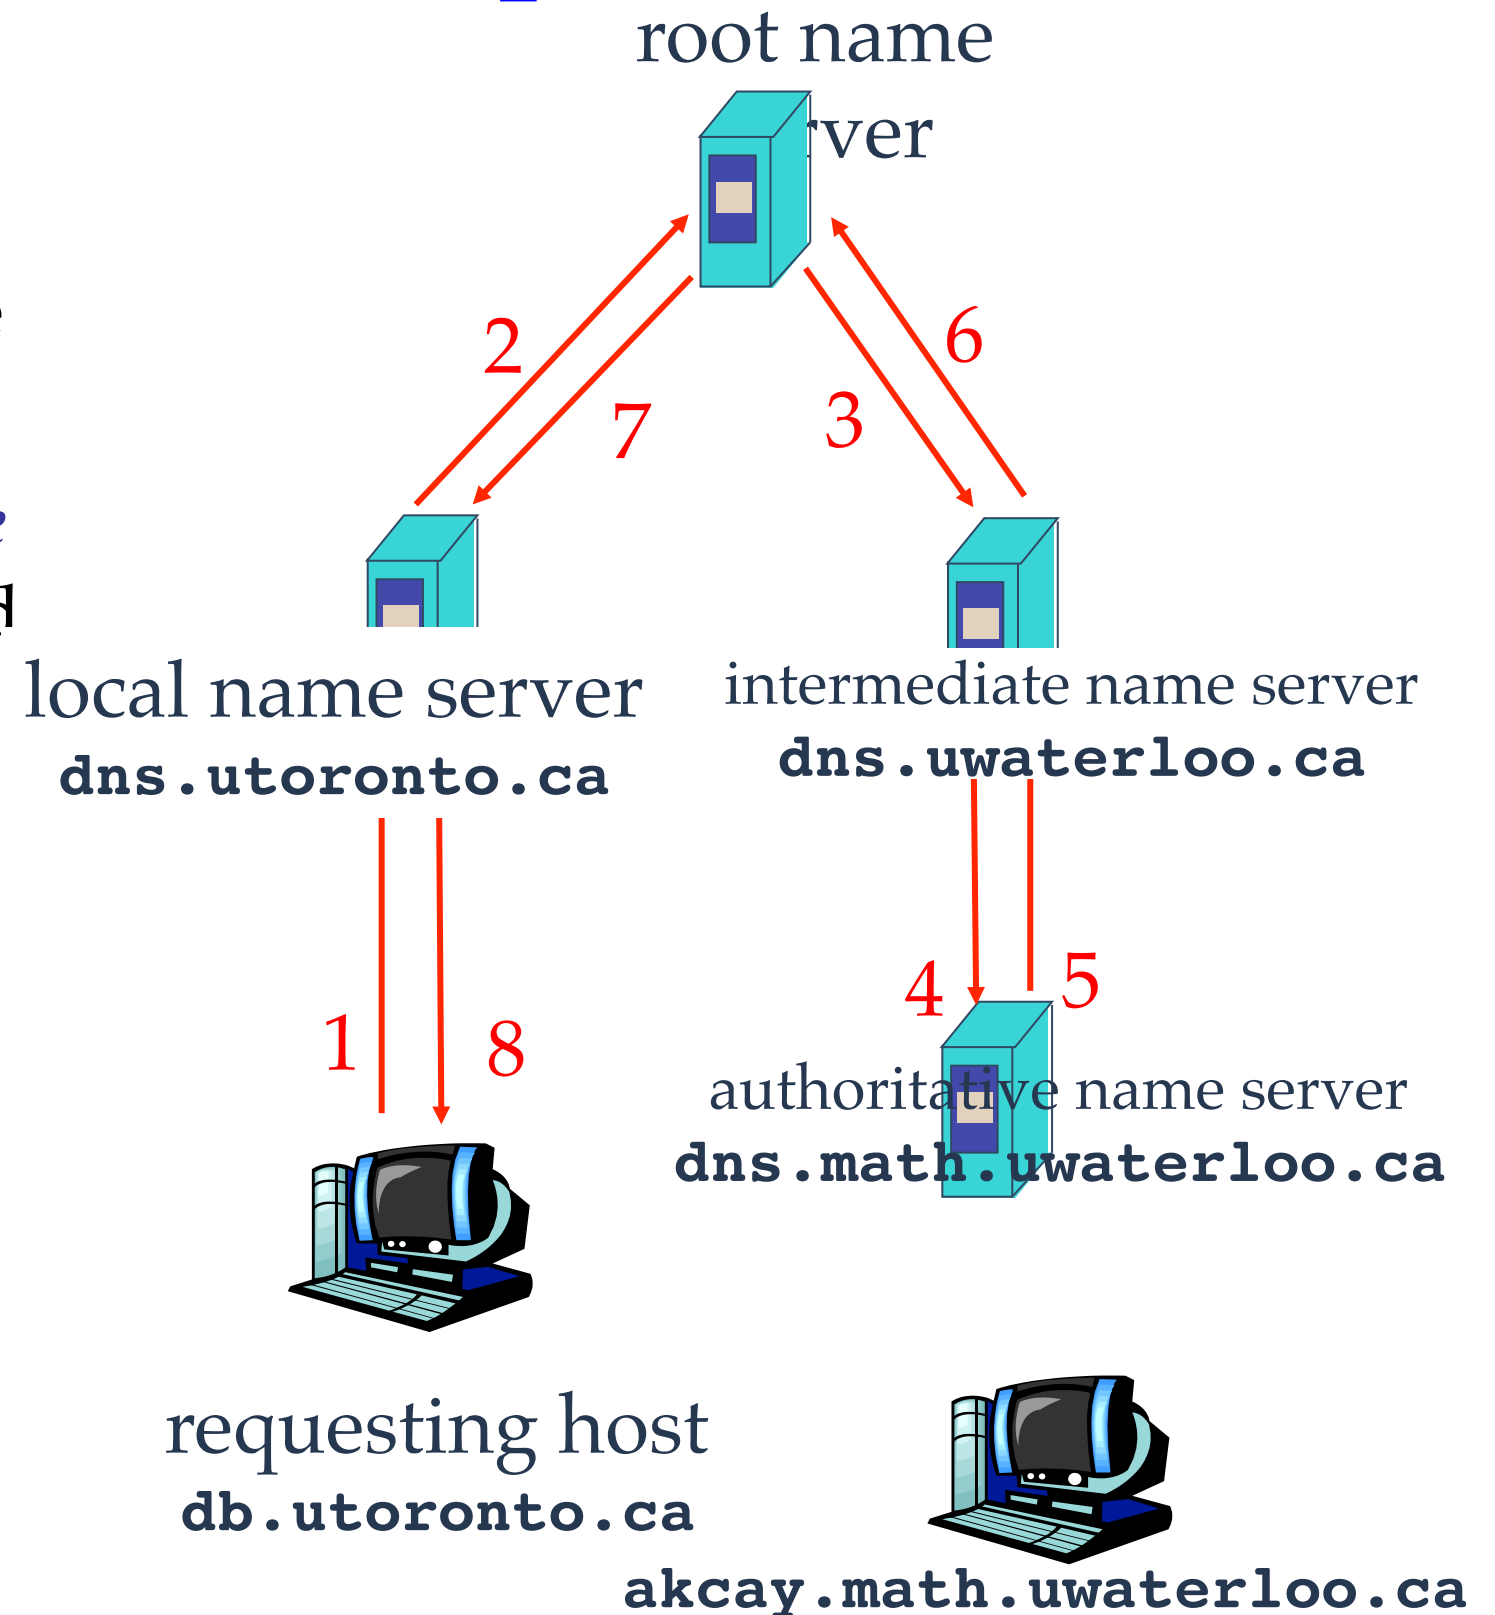 root name
2
6
7
3
local name server
dns.utoronto.ca
intermediate name server
dns.uwaterloo.ca
1
8
4
5
authoritative name server
dns.math.uwaterloo.ca
requesting host
db.utoronto.ca
akcay.math.uwaterloo.ca